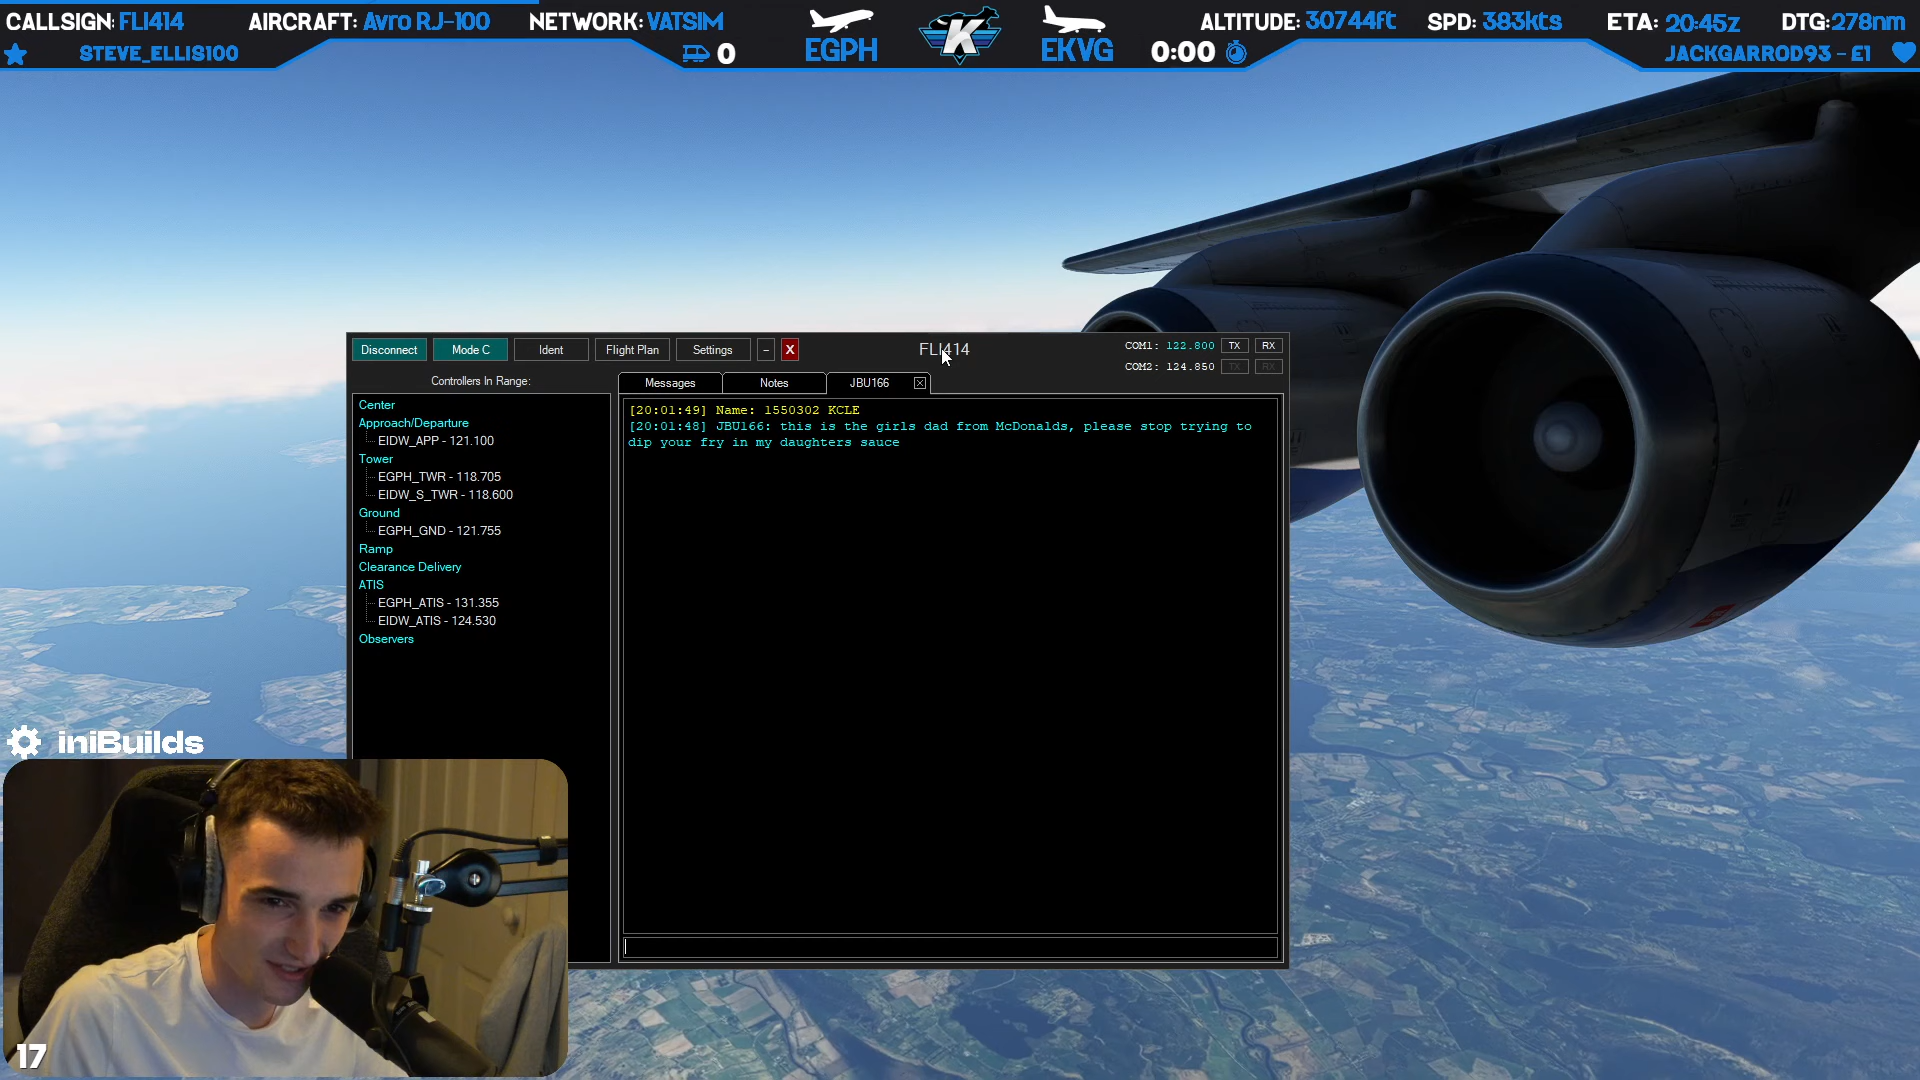 CALLSIGN: FLI414 AIRCRAFT: Avro RJ-100 NETWORK: VATSIM
STEVE_ELLIS100 0
EGPH K EKVG 0:00
ALTITUDE: 30744ft SPD: 383kts ETA: 20:45z DTG:278nm
JACKGARROD93 - £1
Disconnect Mode C Ident Flight Plan Settings - X FLI414 COM1: 122.800 TX RX
COM2: 124.850 TX RX
Controllers In Range:
Center
Approach/Departure
EIDW_APP - 121.100
Tower
EGPH_TWR - 118.705
EIDW_S_TWR - 118.600
Ground
EGPH_GND - 121.755
Ramp
Clearance Delivery
ATIS
EGPH_ATIS - 131.355
EIDW_ATIS - 124.530
Observers
Messages Notes JBU166
[20:01:49] Name: 1550302 KCLE
[20:01:48] JBU166: this is the girls dad from McDonalds, please stop trying to
dip your fry in my daughters sauce
iniBuilds
17